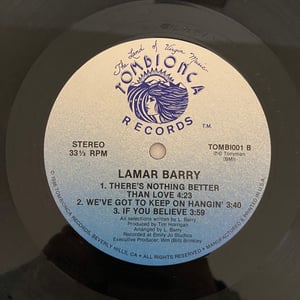 The Land of Virgin Music
TOMBIONCA
RECORDS
TM
STEREO
33⅓ RPM
TOMBI001 B
(BMI)
LAMAR BARRY
1. THERE'S NOTHING BETTER
THAN LOVE 4:23
2. WE'VE GOT TO KEEP ON HANGIN' 3:40
3. IF YOU BELIEVE 3:59
All selections written by L. Barry
Produced by Tim Horrigan
Arranged by L. Barry
Recorded at Emily Jo Studios
Executive Producer: Wm (Bill) Brinkley
TOMBIONCA RECORDS, BEVERLY HILLS, CA • ALL RIGHTS RESERVED • MANUFACTURED